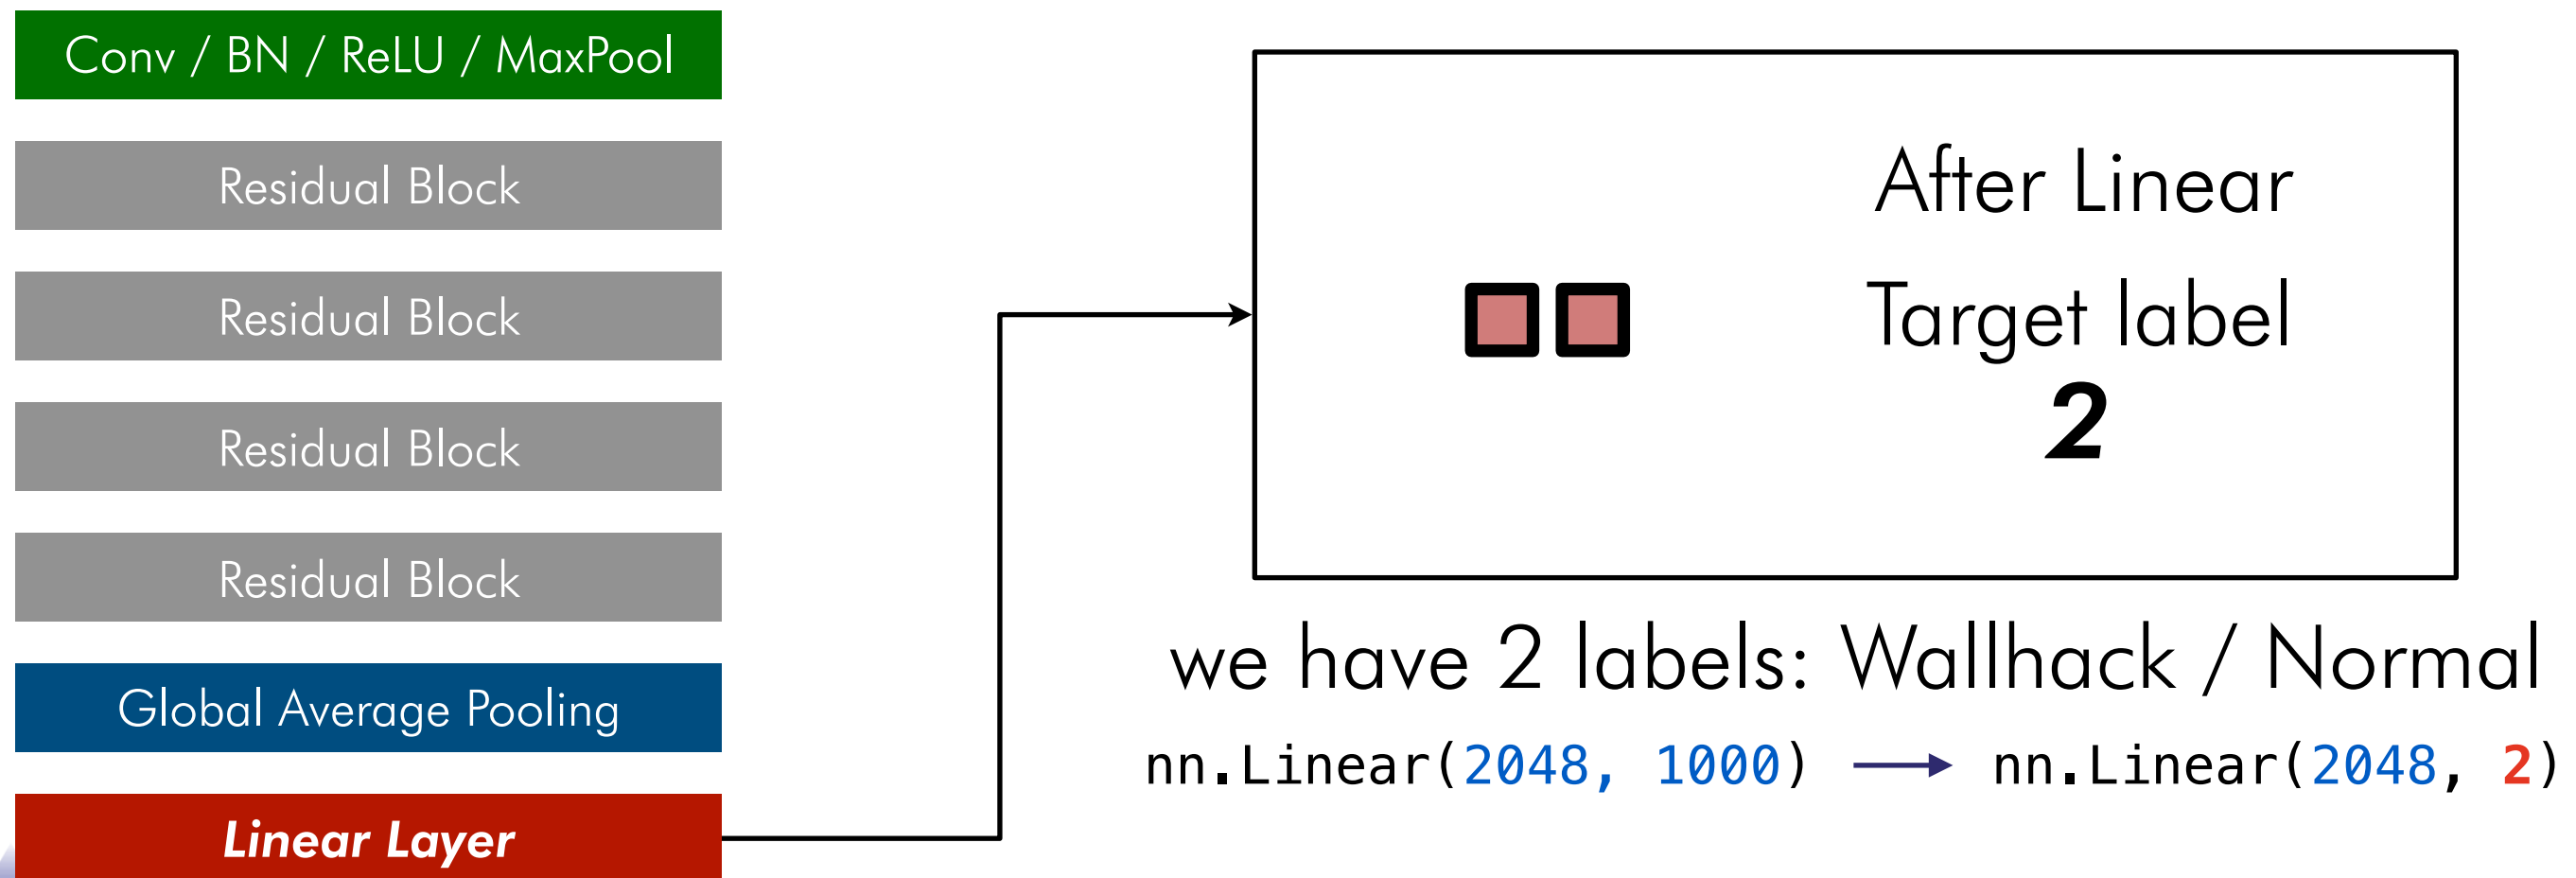 Conv / BN / ReLU / MaxPool
Residual Block
Residual Block
Residual Block
Residual Block
Global Average Pooling
Linear Layer
After Linear
Target label
2
we have 2 labels: Wallhack / Normal
nn.Linear(2048, 1000) → nn.Linear(2048, 2)